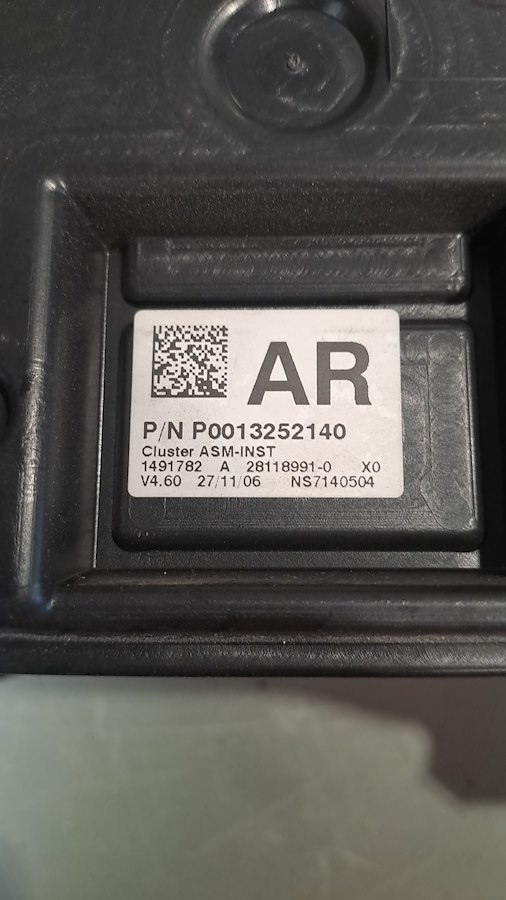 AR
P/N P0013252140
Cluster ASM-INST
1491782 A 28118991-0 X0
V4.60 27/11/06 NS7140504